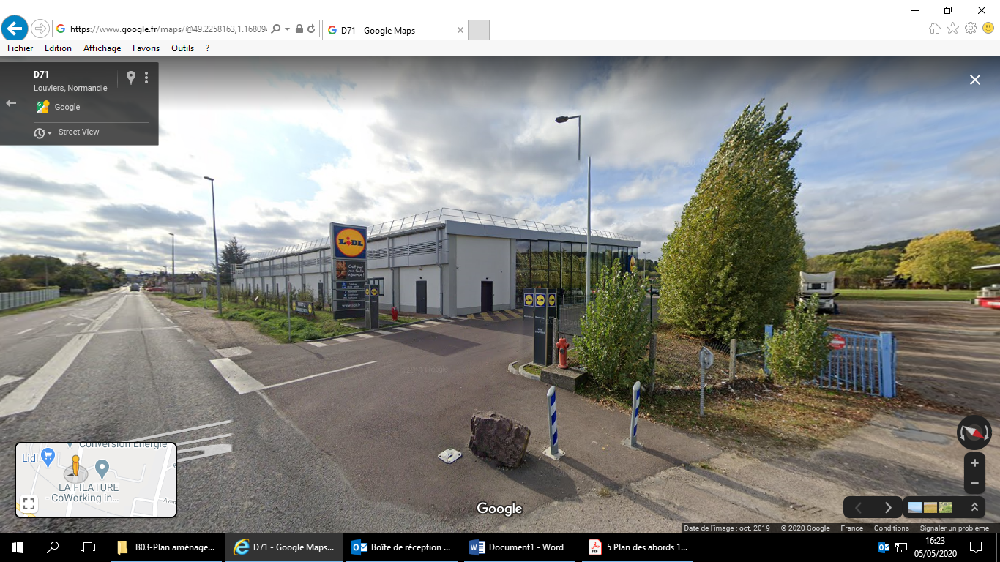 https://www.google.fr/maps/@49.2258163,1.16809
D71 - Google Maps
Fichier Edition Affichage Favoris Outils ?
D71
Louviers, Normandie
Google
Street View
LIDL
www.lidl.fr
©2019 Google
Conversion Energie
Lidl
LA FILATURE
- CoWorking in...
Ave
Google
Date de l'image : oct. 2019 © 2020 Google France Conditions Signaler un problème
B03-Plan aménage...
D71 - Google Maps...
Boîte de réception ...
Document1 - Word
5 Plan des abords 1...
16:23
05/05/2020